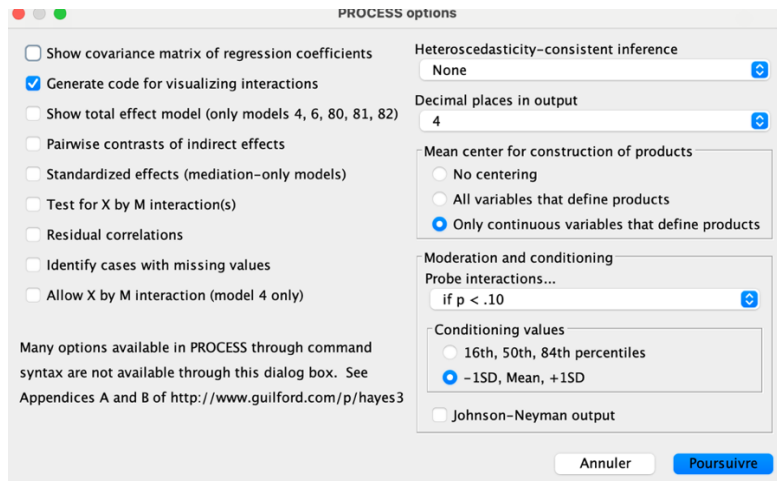 PROCESS options
Show covariance matrix of regression coefficients
Generate code for visualizing interactions
Show total effect model (only models 4, 6, 80, 81, 82)
Pairwise contrasts of indirect effects
Standardized effects (mediation-only models)
Test for X by M interaction(s)
Residual correlations
Identify cases with missing values
Allow X by M interaction (model 4 only)
Many options available in PROCESS through command
syntax are not available through this dialog box. See
Appendices A and B of http://www.guilford.com/p/hayes3
Heteroscedasticity-consistent inference
None
Decimal places in output
4
Mean center for construction of products
No centering
All variables that define products
Only continuous variables that define products
Moderation and conditioning
Probe interactions...
if p < .10
Conditioning values
16th, 50th, 84th percentiles
-1SD, Mean, +1SD
Johnson-Neyman output
Annuler
Poursuivre